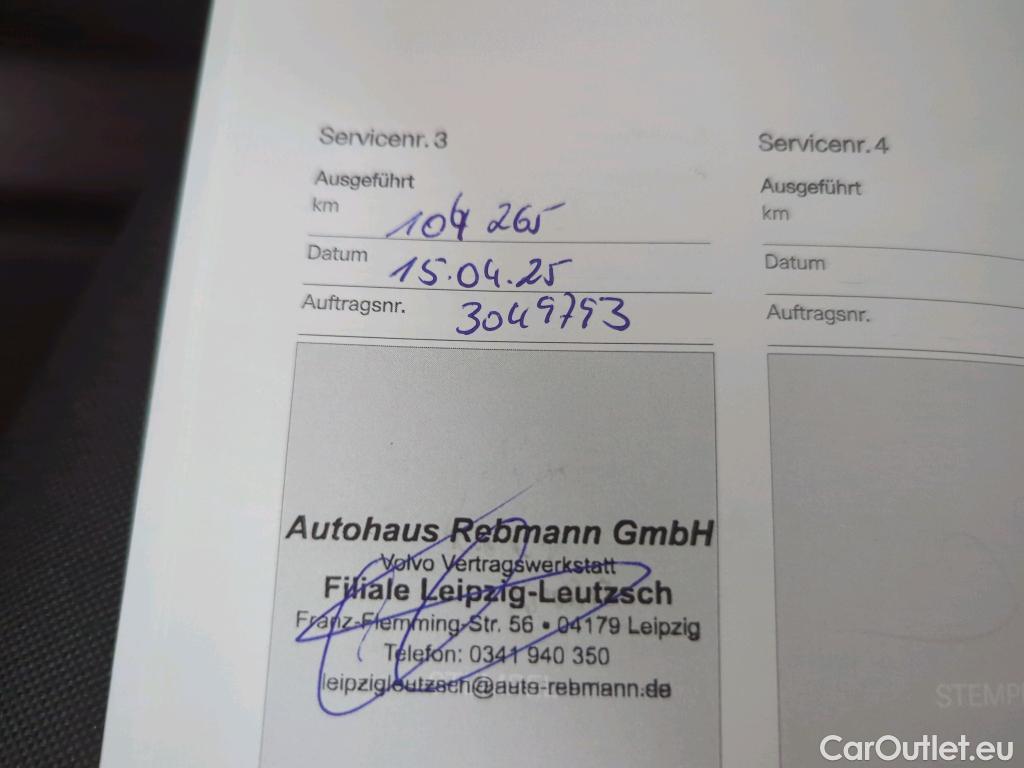 Servicenr. 3
Ausgeführt
km 104 265
Datum 15.04.25
Auftragsnr. 3049793
Autohaus Rebmann GmbH
Volvo Vertragswerkstatt
Filiale Leipzig-Leutzsch
Franz-Flemming-Str. 56 • 04179 Leipzig
Telefon: 0341 940 350
leipzigleutzsch@auto-rebmann.de
Servicenr. 4
Ausgeführt
km
Datum
Auftragsnr.
CarOutlet.eu